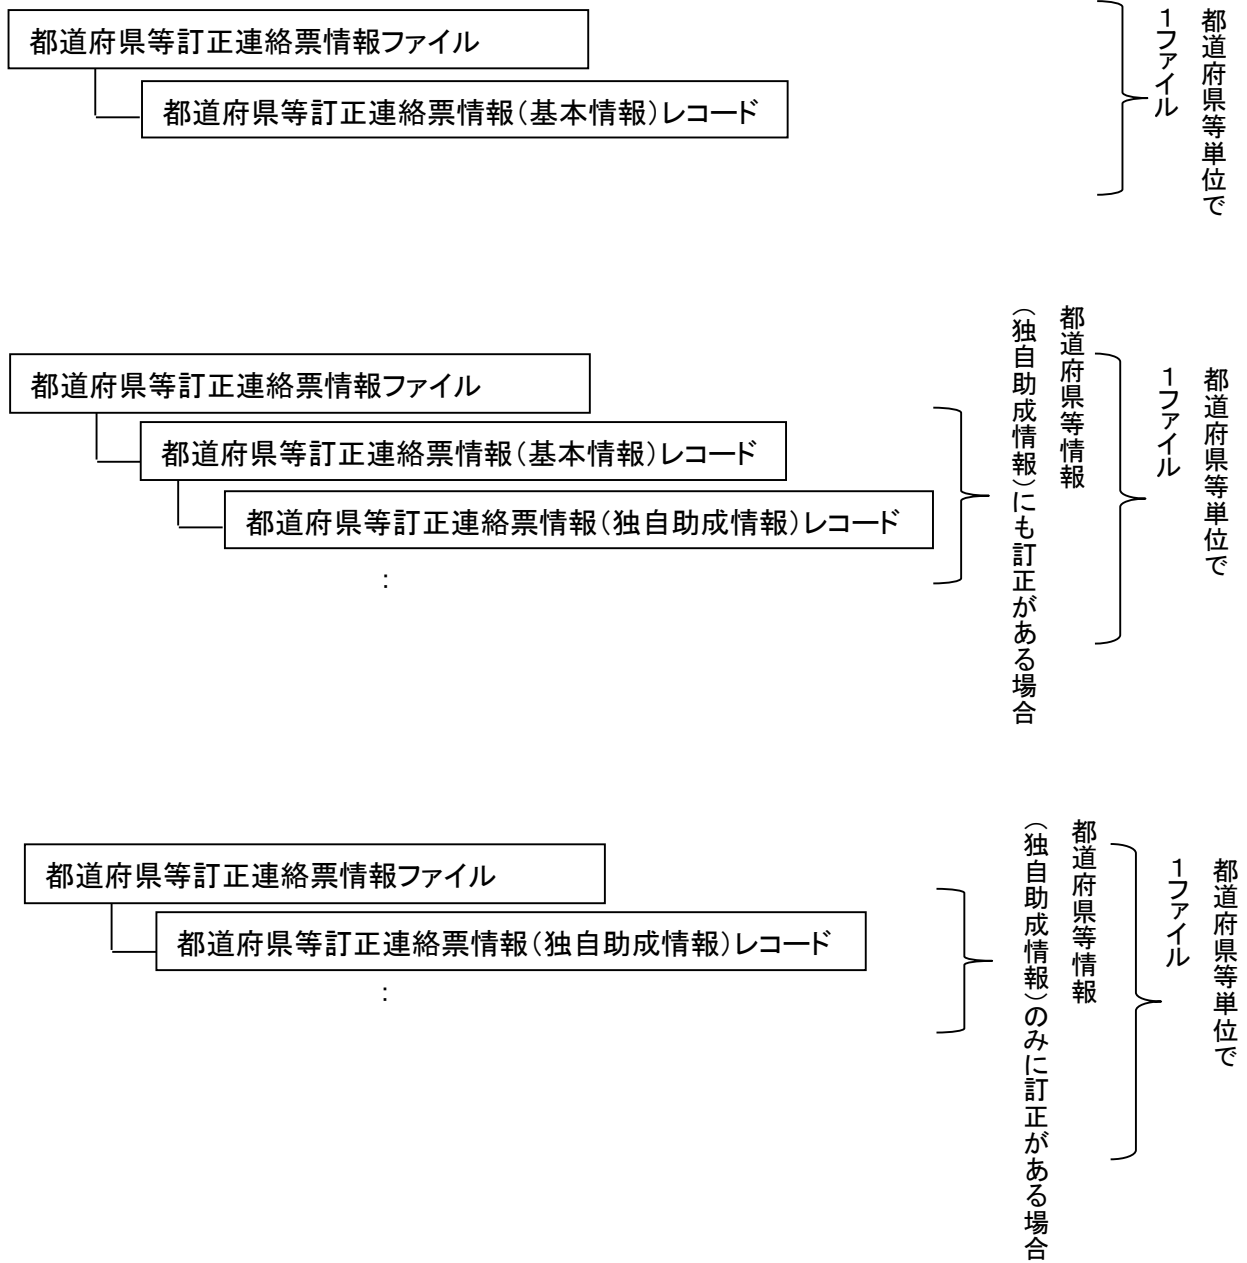 都道府県等訂正連絡票情報ファイル
都道府県等訂正連絡票情報（基本情報）レコード
都道府県等単位で
１ファイル
都道府県等訂正連絡票情報ファイル
都道府県等訂正連絡票情報（基本情報）レコード
都道府県等訂正連絡票情報（独自助成情報）レコード
：
都道府県等情報
（独自助成情報）にも訂正がある場合
都道府県等単位で
１ファイル
都道府県等訂正連絡票情報ファイル
都道府県等訂正連絡票情報（独自助成情報）レコード
：
都道府県等情報
（独自助成情報）のみに訂正がある場合
都道府県等単位で
１ファイル